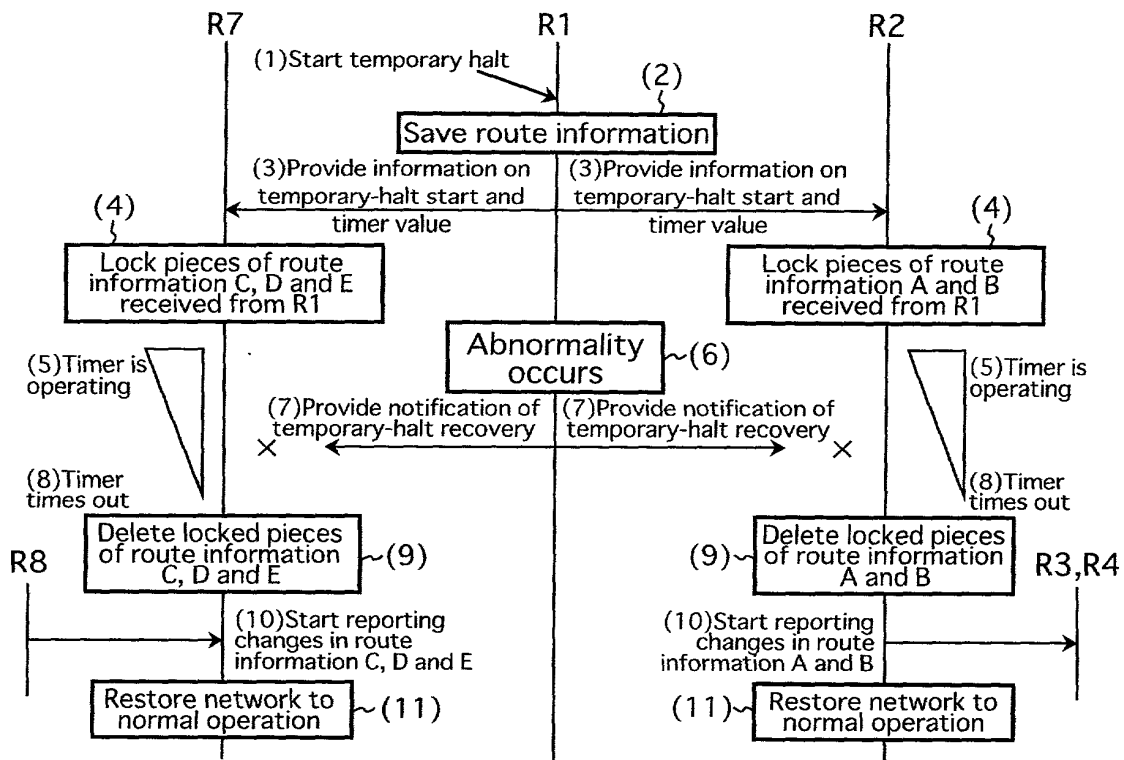 R7
R1
R2
(1)Start temporary halt
(2)
Save route information
(3)Provide information on
temporary-halt start and
timer value
(3)Provide information on
temporary-halt start and
timer value
(4)
Lock pieces of route
information C, D and E
received from R1
(4)
Lock pieces of route
information A and B
received from R1
Abnormality
occurs
(6)
(5)Timer is
operating
(5)Timer is
operating
(7)Provide notification of
temporary-halt recovery
(7)Provide notification of
temporary-halt recovery
(8)Timer
times out
(8)Timer
times out
Delete locked pieces
of route information
C, D and E
(9)
(9)
Delete locked pieces
of route information
A and B
R8
R3,R4
(10)Start reporting
changes in route
information C, D and E
(10)Start reporting
changes in route
information A and B
Restore network to
normal operation
(11)
(11)
Restore network to
normal operation